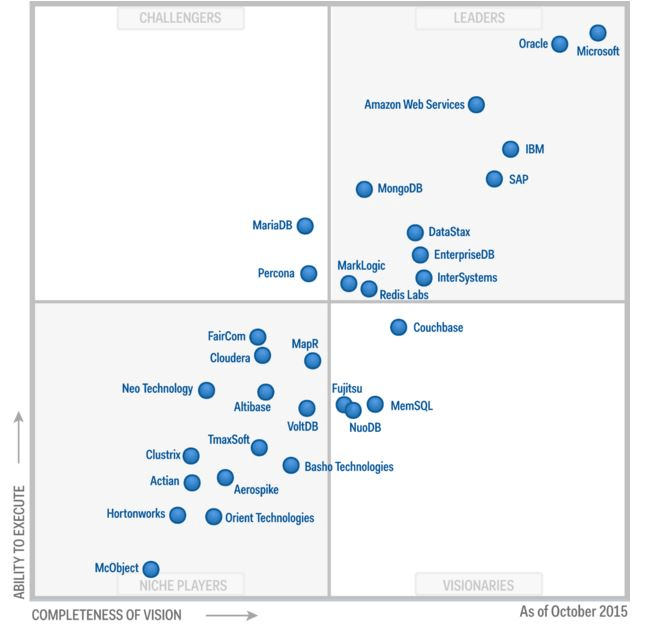 CHALLENGERS
LEADERS
Oracle
Microsoft
Amazon Web Services
IBM
SAP
MongoDB
MariaDB
DataStax
EnterpriseDB
Percona
MarkLogic
InterSystems
Redis Labs
FairCom
Couchbase
Cloudera
MapR
Neo Technology
Altibase
Fujitsu
MemSQL
VoltDB
NuoDB
TmaxSoft
Clustrix
Basho Technologies
Actian
Aerospike
Hortonworks
Orient Technologies
McObject
NICHE PLAYERS
VISIONARIES
ABILITY TO EXECUTE
COMPLETENESS OF VISION
As of October 2015